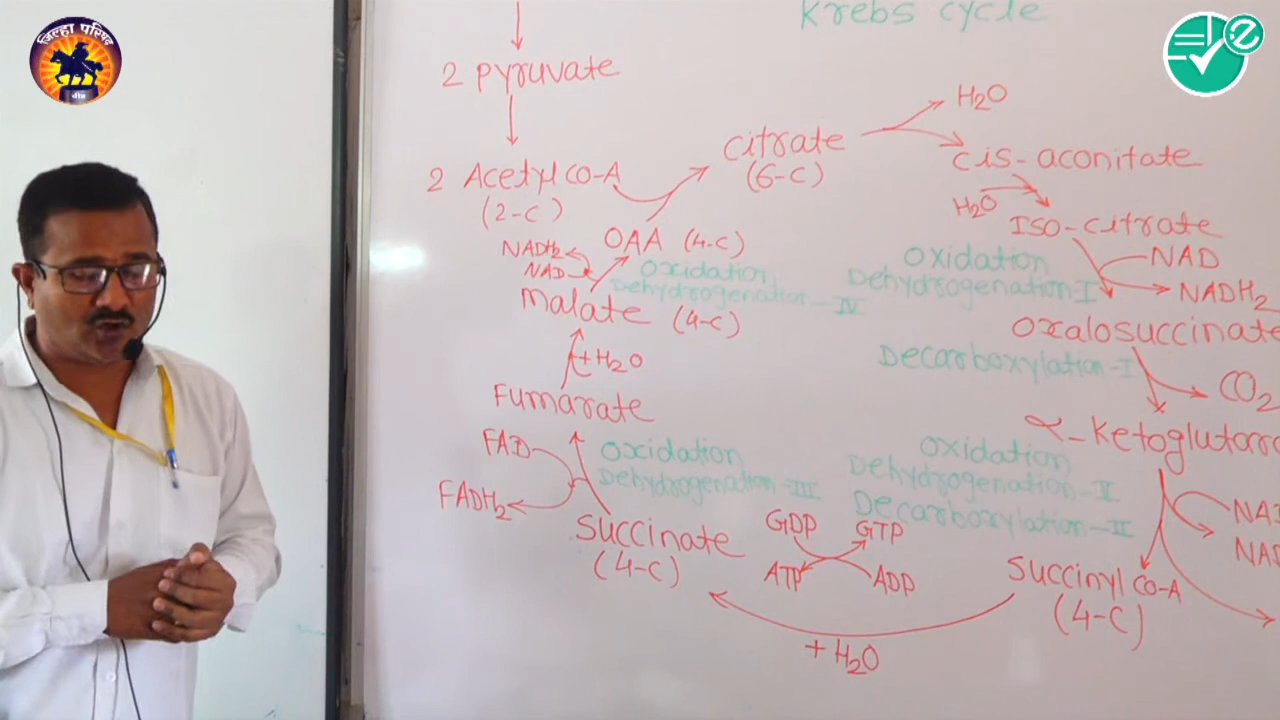 जिल्हा परिषद
बीड
e
Krebs cycle
2 Pyruvate
2 Acetyl CO-A
(2-C)
Citrate
(6-C)
H₂O
Cis-aconitate
H₂O
ISO-Citrate
NAD
NADH₂
Oxidation
Dehydrogenation-I
Oxalosuccinate
Decarboxylation-I
CO₂
Oxidation
Dehydrogenation-II
Decarboxylation-II
Succinyl CO-A
(4-C)
+ H₂O
GDP
GTP
ATP
ADP
Succinate
(4-C)
Oxidation
Dehydrogenation-III
FAD
FADH₂
Fumarate
+H₂O
Malate (4-C)
Oxidation
Dehydrogenation-IV
NADH₂
NAD
OAA (4-C)